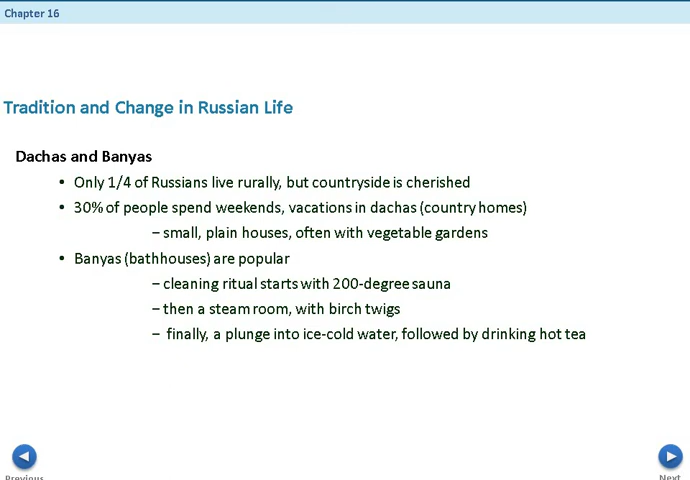 Chapter 16
Tradition and Change in Russian Life
Dachas and Banyas
• Only 1/4 of Russians live rurally, but countryside is cherished
• 30% of people spend weekends, vacations in dachas (country homes)
– small, plain houses, often with vegetable gardens
• Banyas (bathhouses) are popular
– cleaning ritual starts with 200-degree sauna
– then a steam room, with birch twigs
– finally, a plunge into ice-cold water, followed by drinking hot tea
Previous
Next